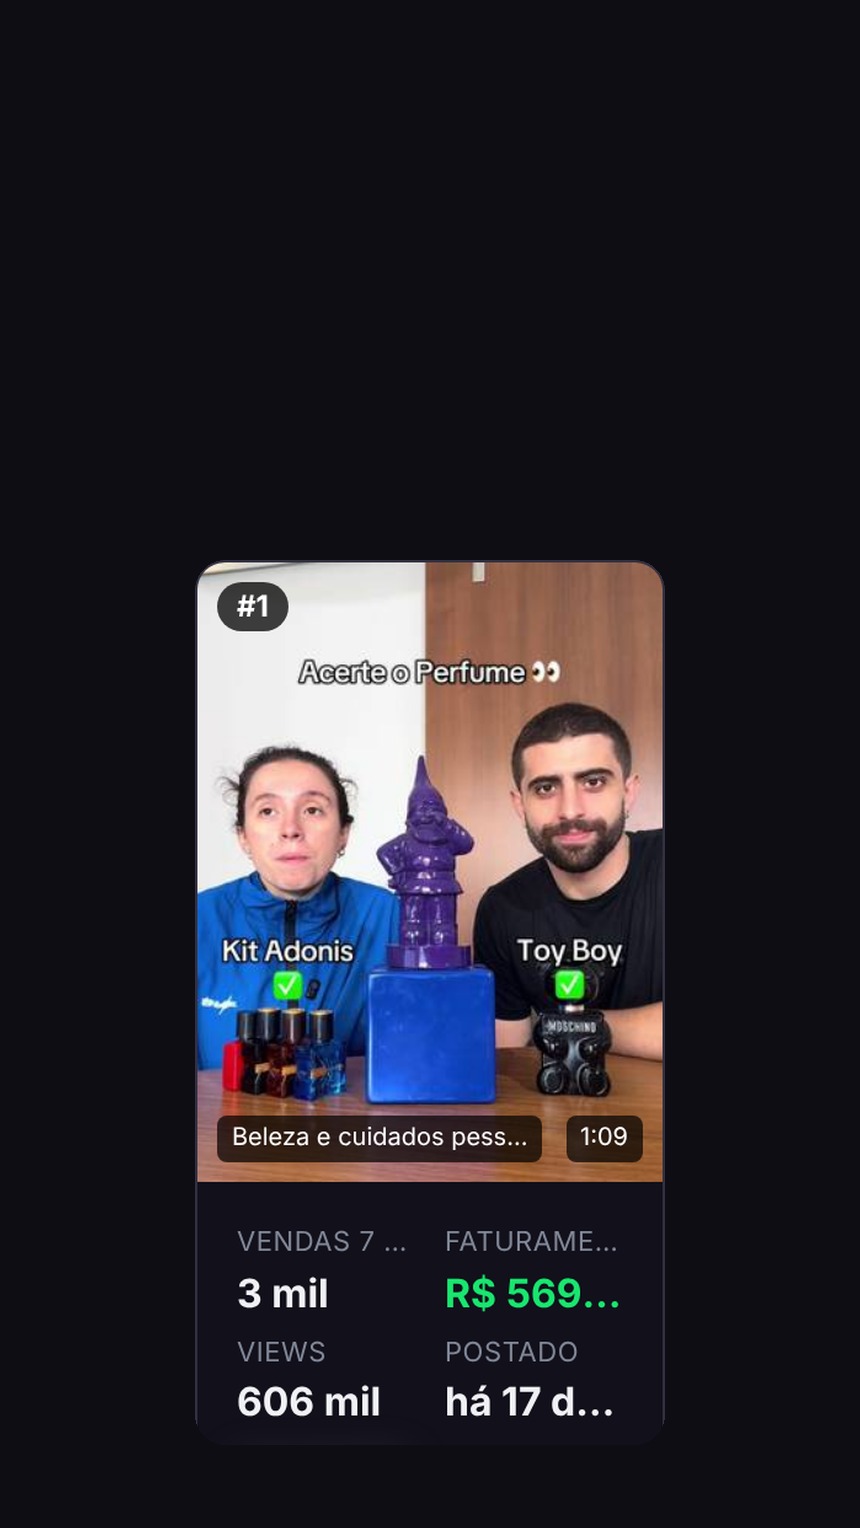 #1
Acerte o Perfume 👀
Kit Adonis
✅
Toy Boy
✅
MOSCHINO
Beleza e cuidados pess...
1:09
VENDAS 7 ...
FATURAME...
3 mil
R$ 569...
VIEWS
POSTADO
606 mil
há 17 d...